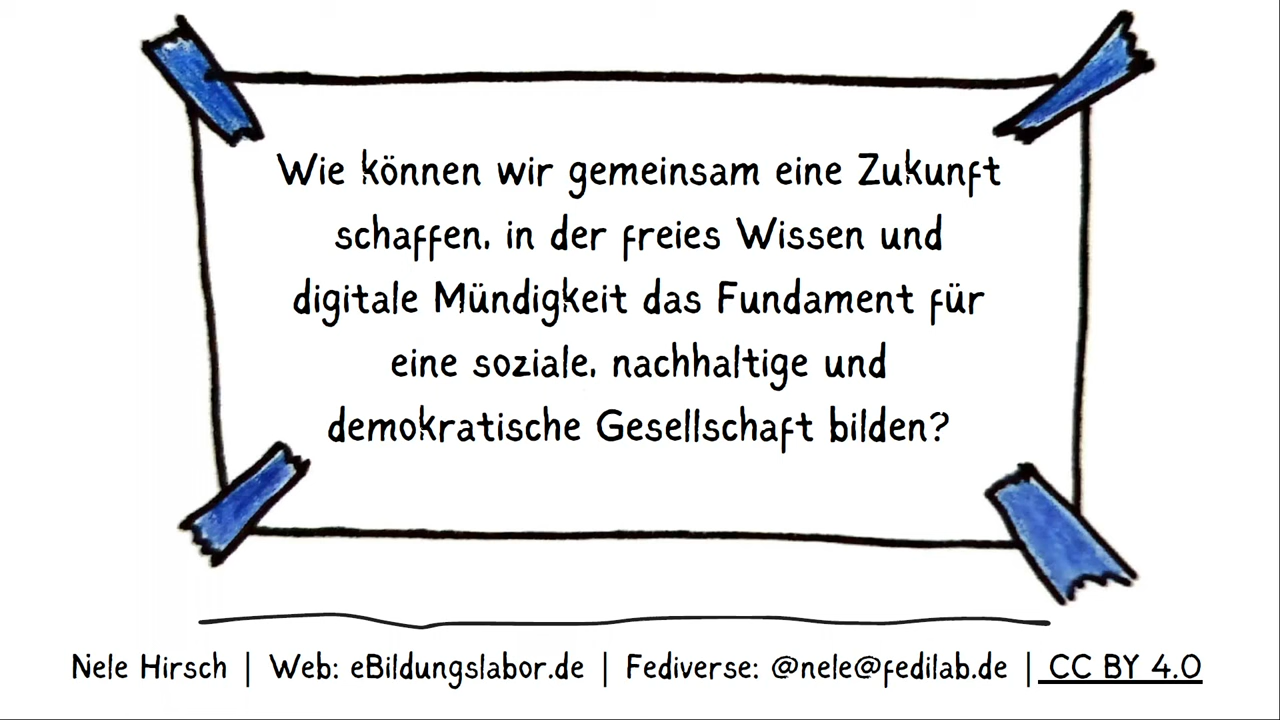 Wie können wir gemeinsam eine Zukunft
schaffen, in der freies Wissen und
digitale Mündigkeit das Fundament für
eine soziale, nachhaltige und
demokratische Gesellschaft bilden?
Nele Hirsch | Web: eBildungslabor.de | Fediverse: @nele@fedilab.de | CC BY 4.0